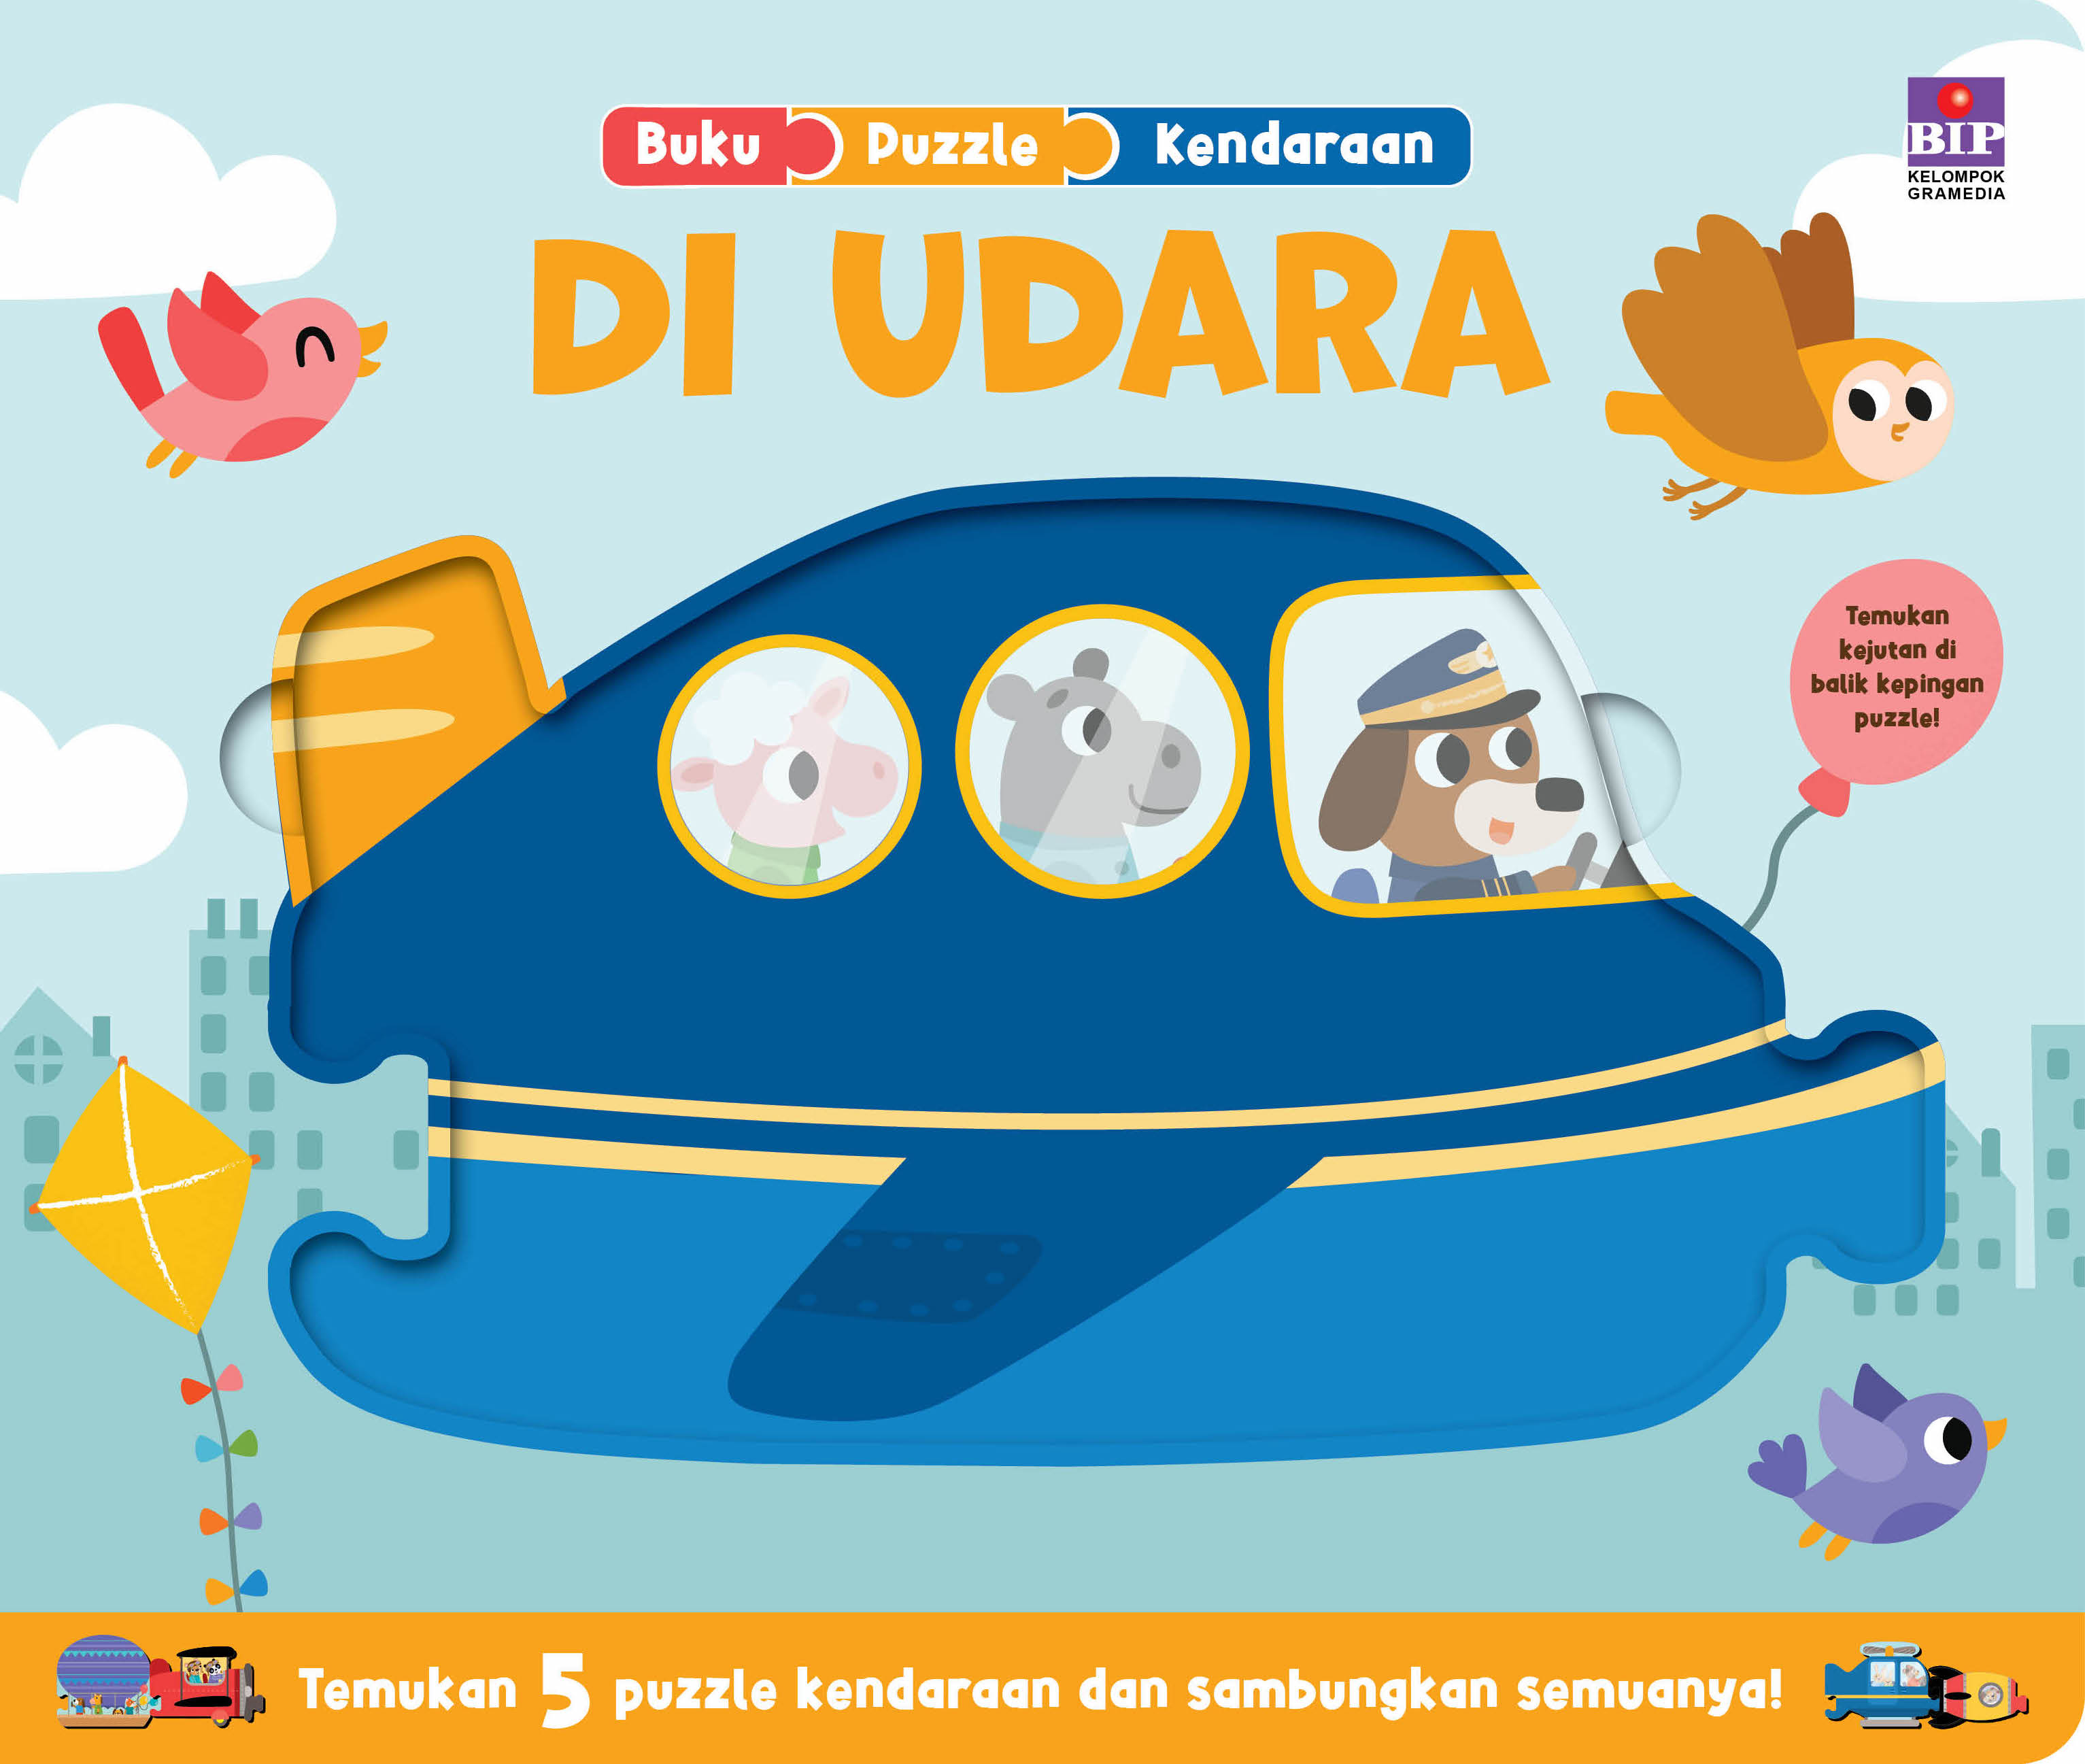 Buku Puzzle Kendaraan
BIP
KELOMPOK
GRAMEDIA
DI UDARA
Temukan
kejutan di
balik kepingan
puzzle!
Temukan 5 puzzle kendaraan dan sambungkan semuanya!